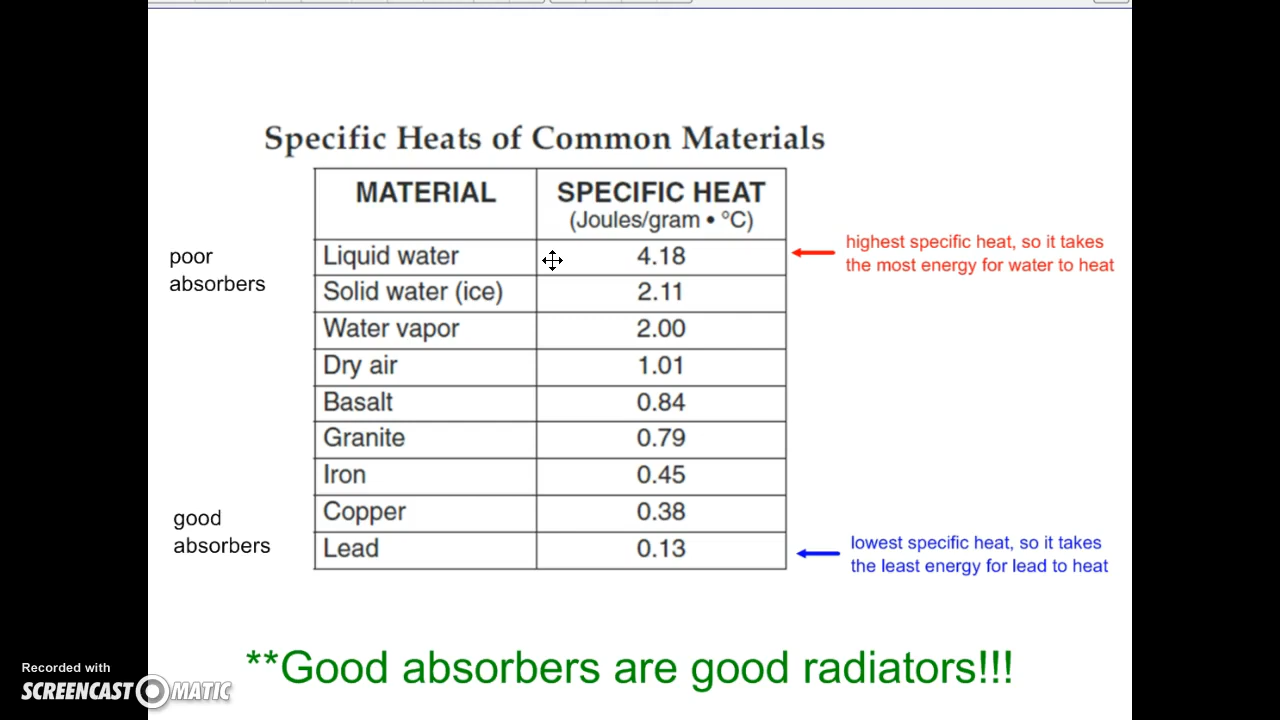 Specific Heats of Common Materials
MATERIAL SPECIFIC HEAT
(Joules/gram • °C)
Liquid water 4.18
Solid water (ice) 2.11
Water vapor 2.00
Dry air 1.01
Basalt 0.84
Granite 0.79
Iron 0.45
Copper 0.38
Lead 0.13
poor
absorbers
good
absorbers
highest specific heat, so it takes
the most energy for water to heat
lowest specific heat, so it takes
the least energy for lead to heat
**Good absorbers are good radiators!!!
Recorded with
SCREENCAST MATIC